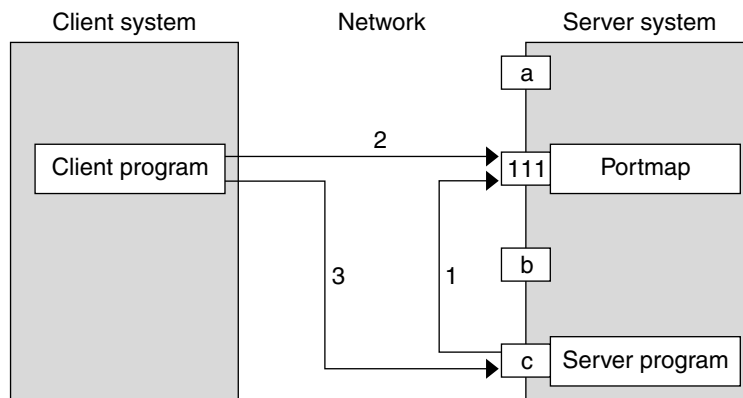 Client system
Network
Server system
a
2
Client program
111
Portmap
b
3
1
c
Server program